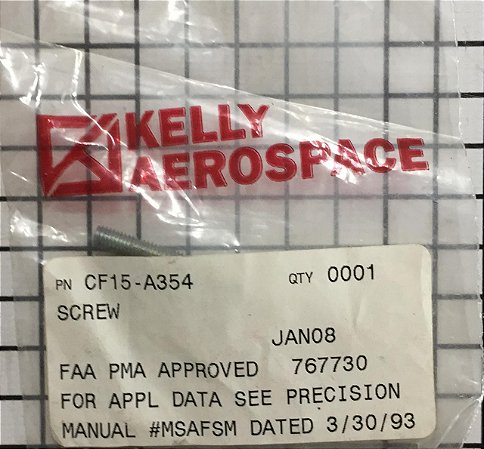 KELLY
AEROSPACE
PN CF15-A354 QTY 0001
SCREW
JAN08
FAA PMA APPROVED 767730
FOR APPL DATA SEE PRECISION
MANUAL #MSAFSM DATED 3/30/93